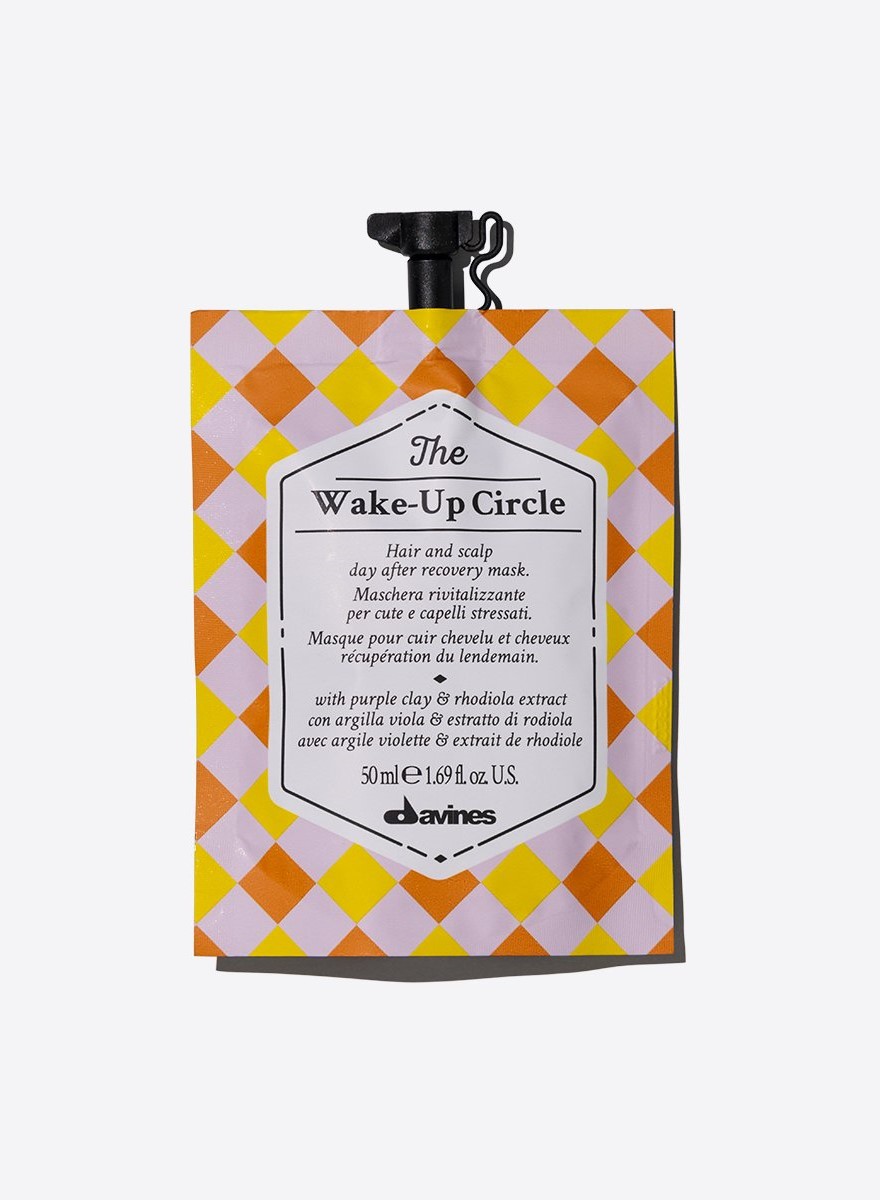 The
Wake-Up Circle
Hair and scalp
day after recovery mask.
Maschera rivitalizzante
per cute e capelli stressati.
Masque pour cuir chevelu et cheveux
récupération du lendemain.
with purple clay & rhodiola extract
con argilla viola & estratto di rodiola
avec argile violette & extrait de rhodiole
50 ml ℮ 1.69 fl. oz. U.S.
davines